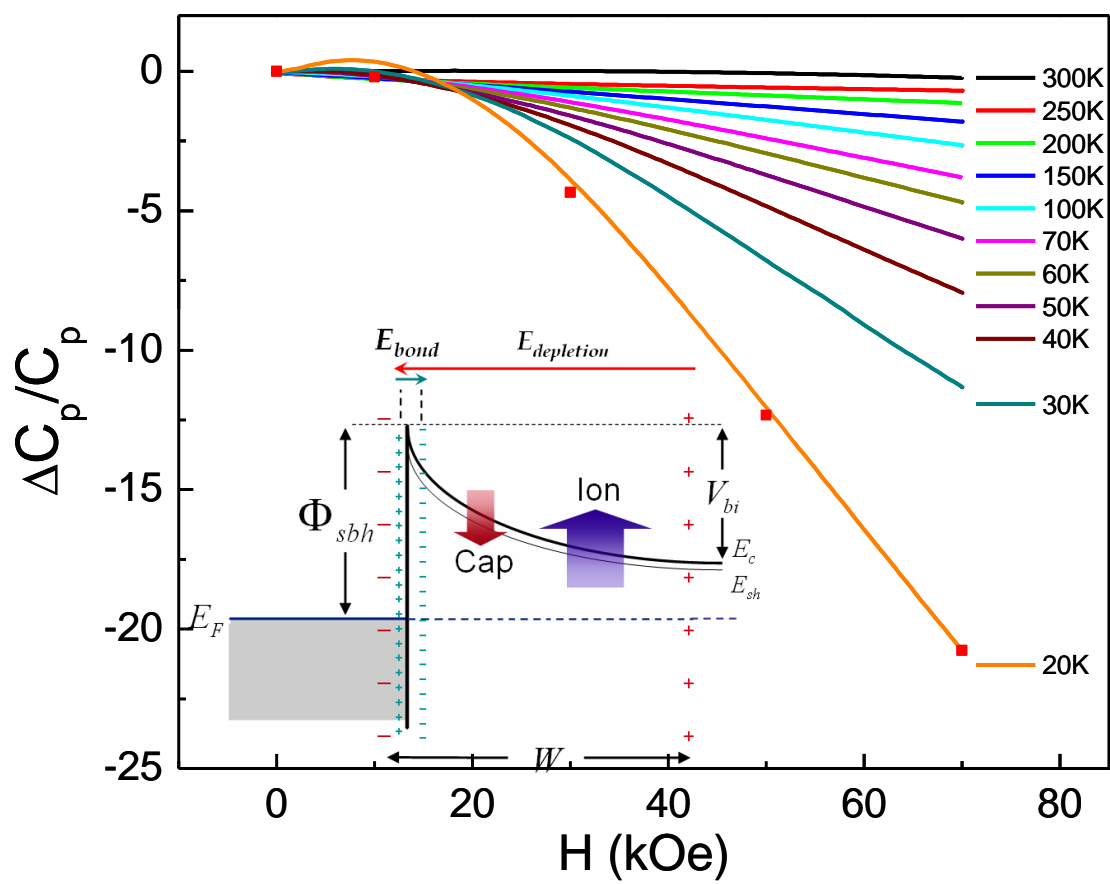 0
-5
-10
-15
-20
-25
ΔCp/Cp
0
20
40
60
80
H (kOe)
300K
250K
200K
150K
100K
70K
60K
50K
40K
30K
20K
Ebond
Edepletion
Φsbh
Cap
Ion
Vbi
Ec
Esh
EF
W